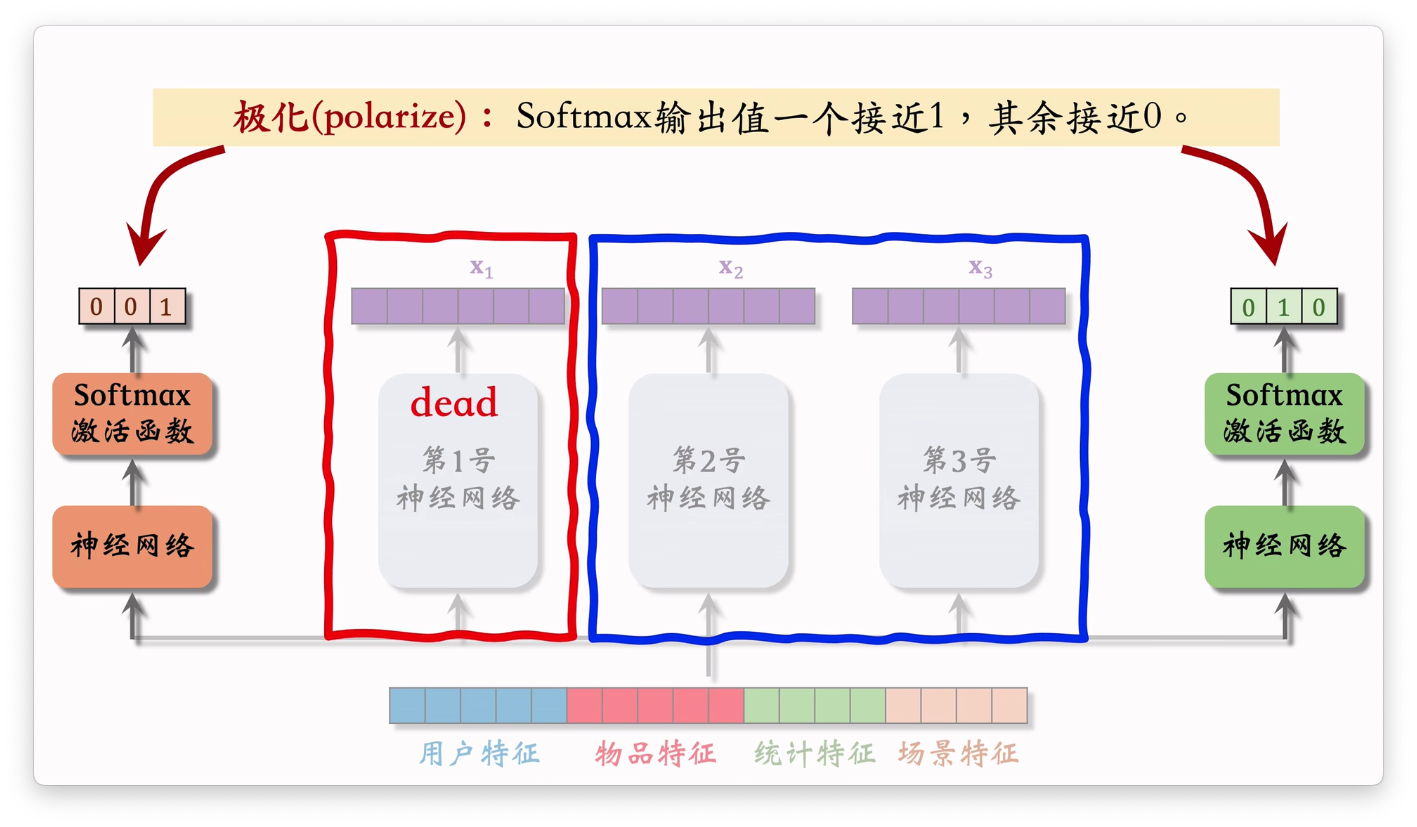 极化(polarize)：Softmax输出值一个接近1，其余接近0。
x₁
x₂
x₃
0 0 1
0 1 0
Softmax
激活函数
dead
第1号
神经网络
第2号
神经网络
第3号
神经网络
Softmax
激活函数
神经网络
神经网络
用户特征
物品特征
统计特征
场景特征